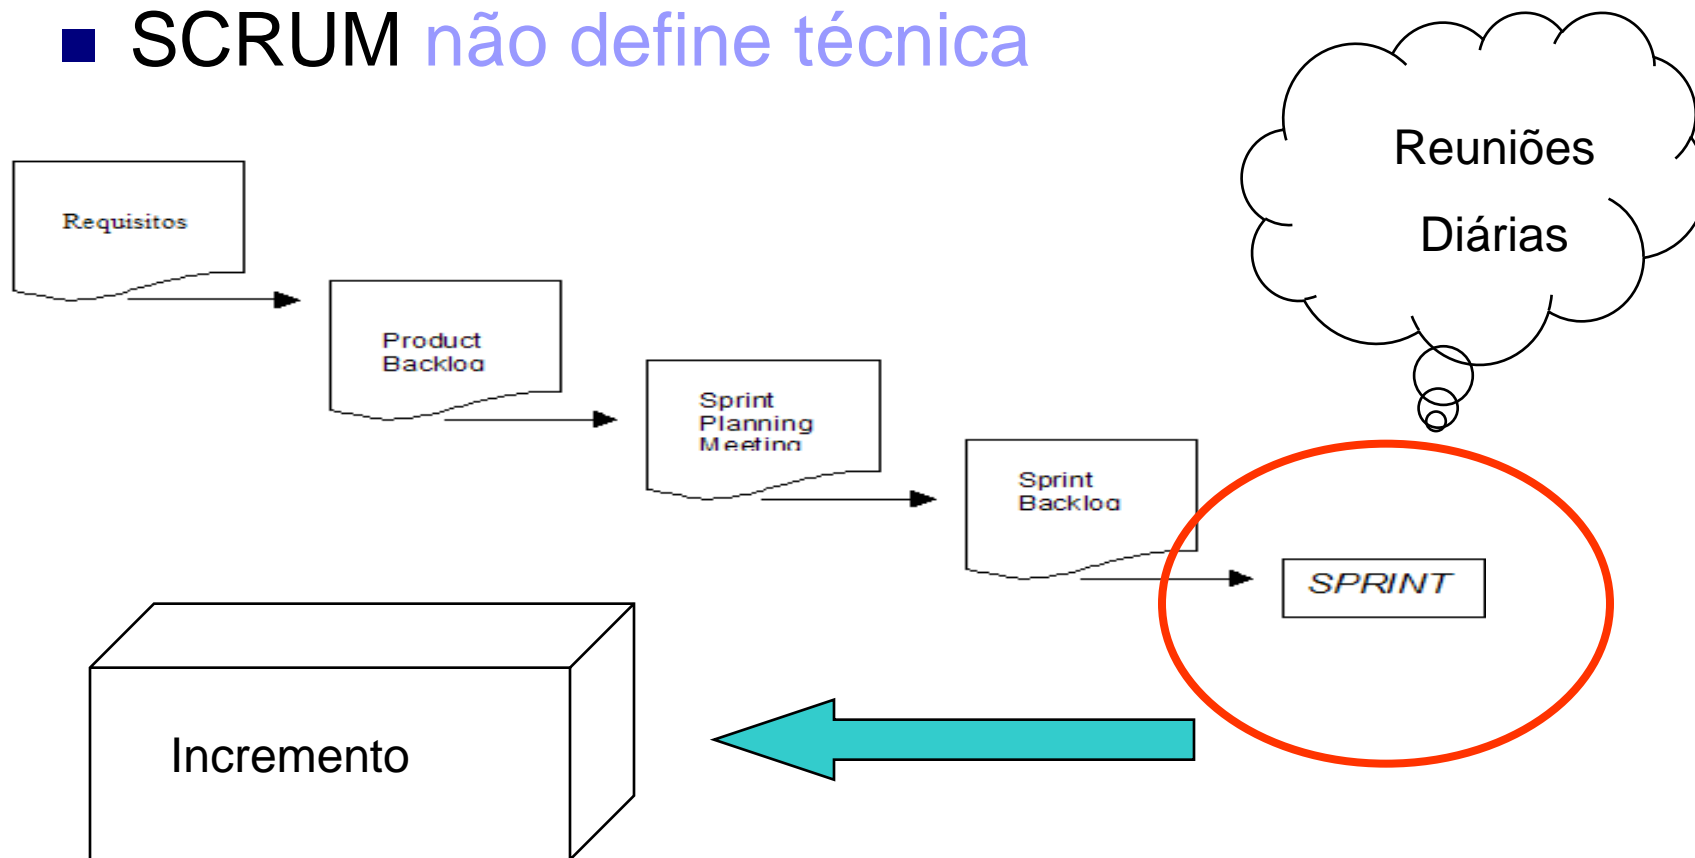 SCRUM não define técnica
Reuniões
Diárias
Requisitos
Product
Backlog
Sprint
Planning
Meeting
Sprint
Backlog
SPRINT
Incremento